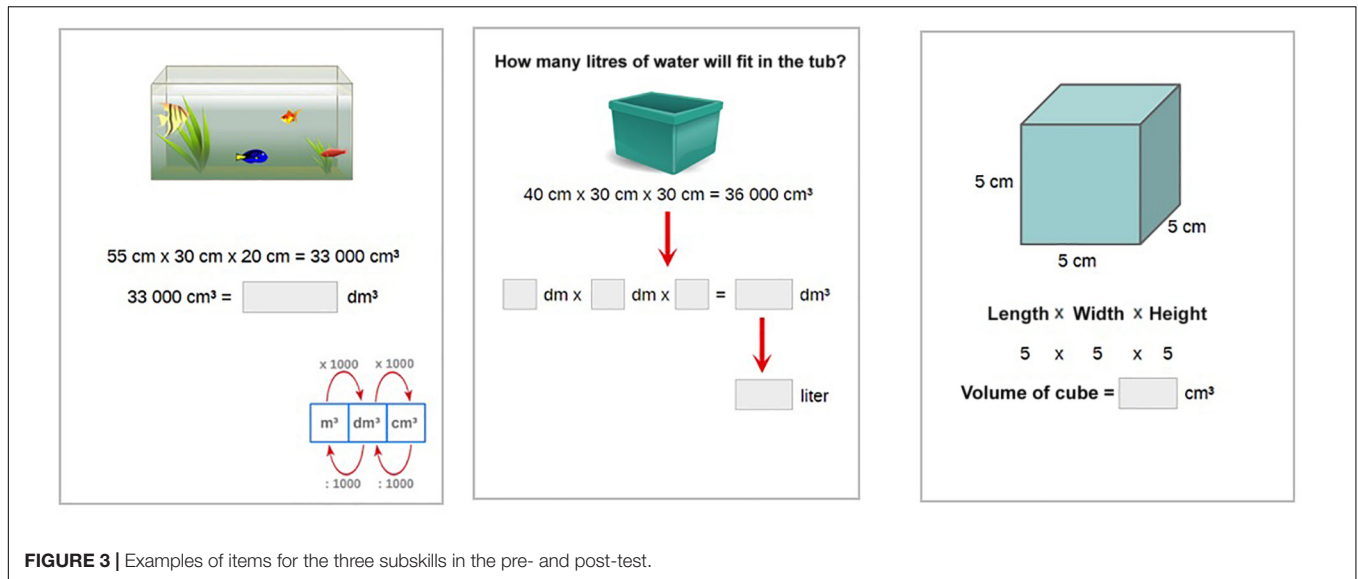 55 cm x 30 cm x 20 cm = 33 000 cm³
33 000 cm³ = dm³
x 1000 x 1000
m³ dm³ cm³
: 1000 : 1000
How many litres of water will fit in the tub?
40 cm x 30 cm x 30 cm = 36 000 cm³
dm x dm x = dm³
liter
5 cm
5 cm
5 cm
Length x Width x Height
5 x 5 x 5
Volume of cube = cm³
FIGURE 3 | Examples of items for the three subskills in the pre- and post-test.